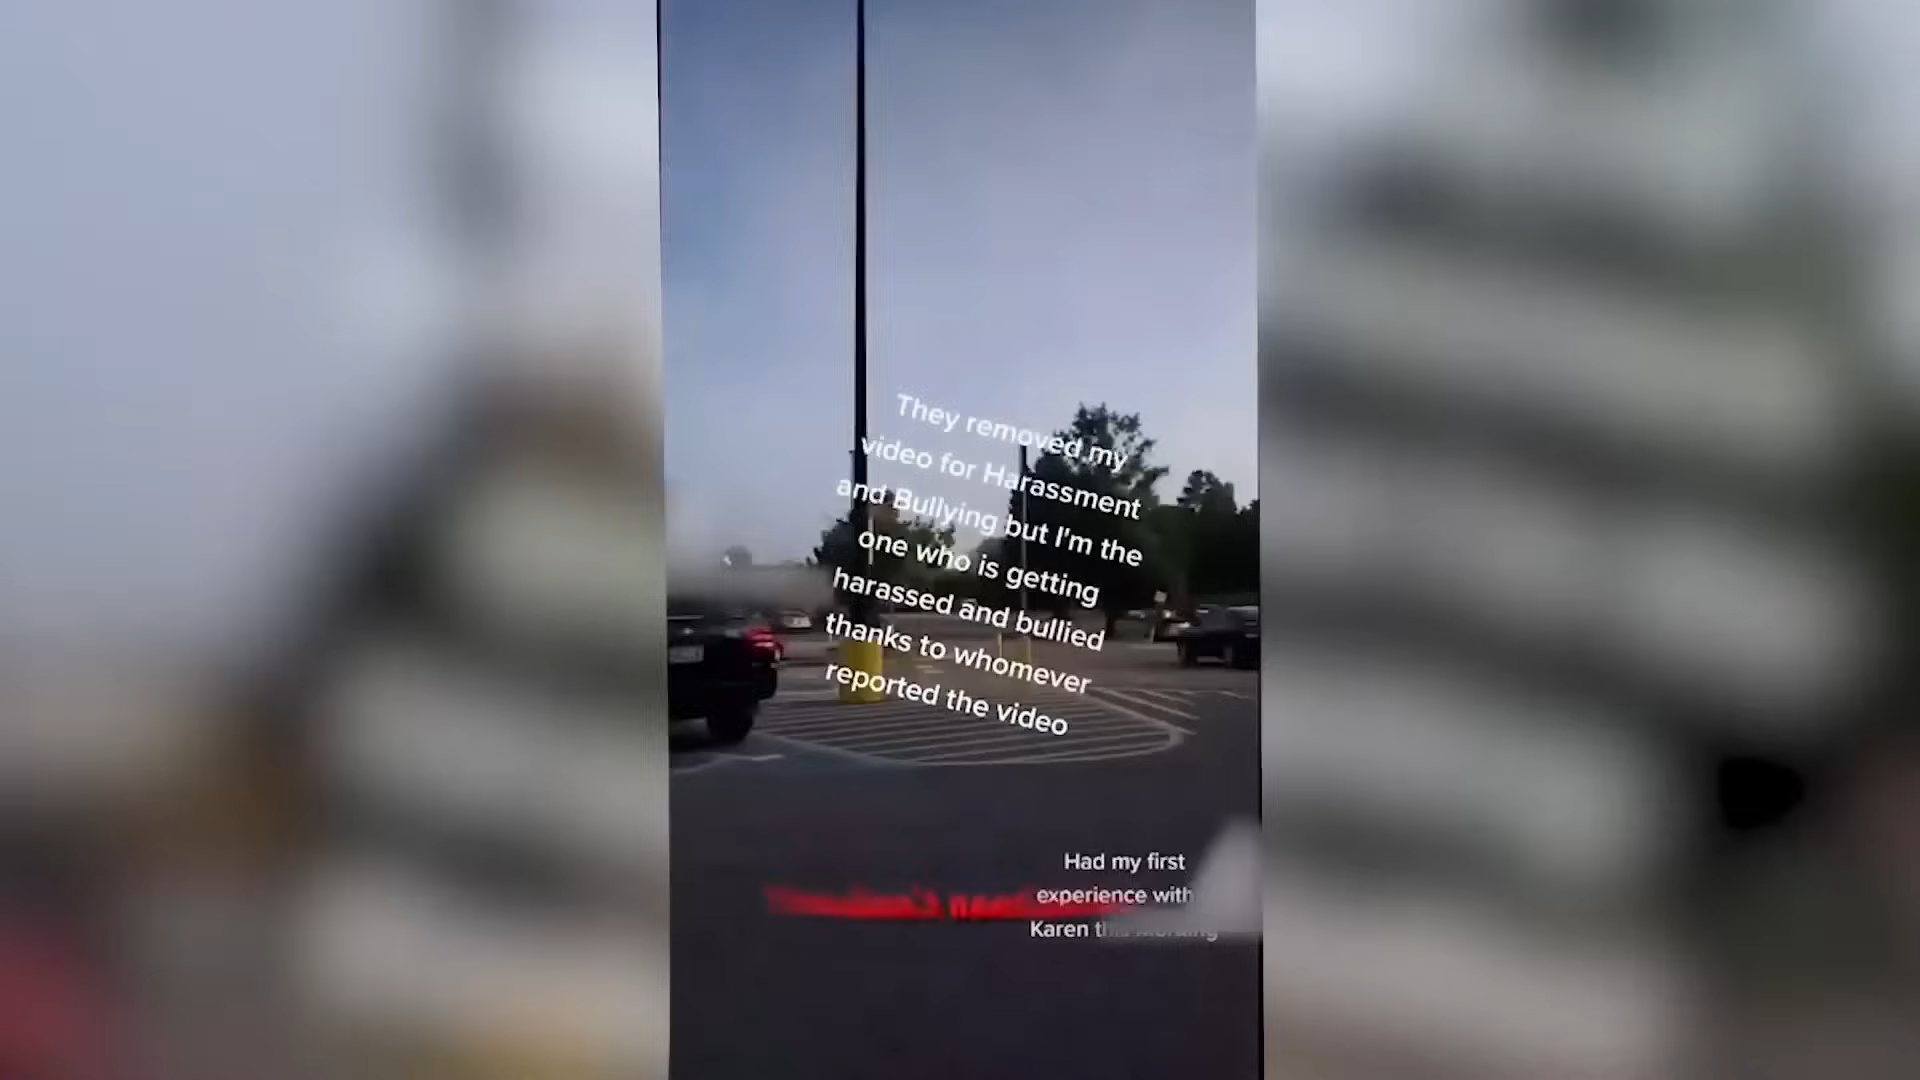 They removed my
video for Harassment
and Bullying but I'm the
one who is getting
harassed and bullied
thanks to whomever
reported the video
Had my first
experience with
Karen